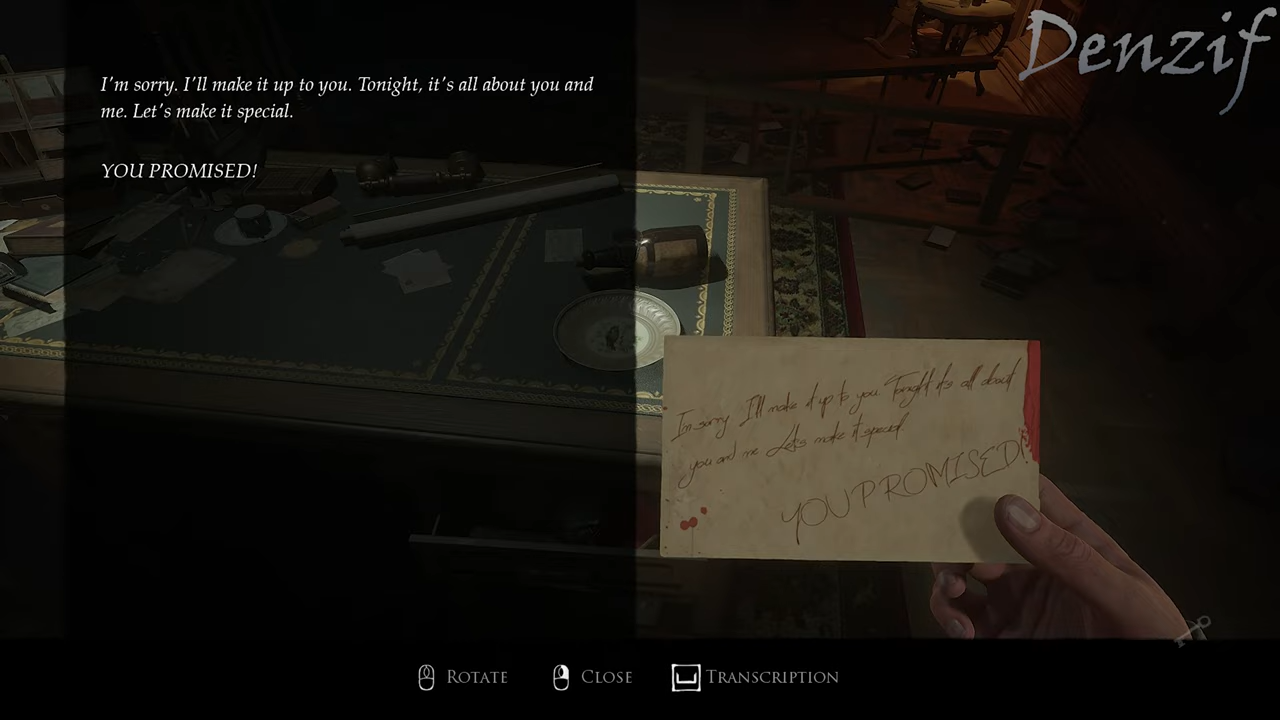 Denzif
I'm sorry. I'll make it up to you. Tonight, it's all about you and
me. Let's make it special.
YOU PROMISED!
I'm sorry I'll make it up to you Tonight it's all about
you and me Let's make it special.
YOU PROMISED!
ROTATE
CLOSE
TRANSCRIPTION